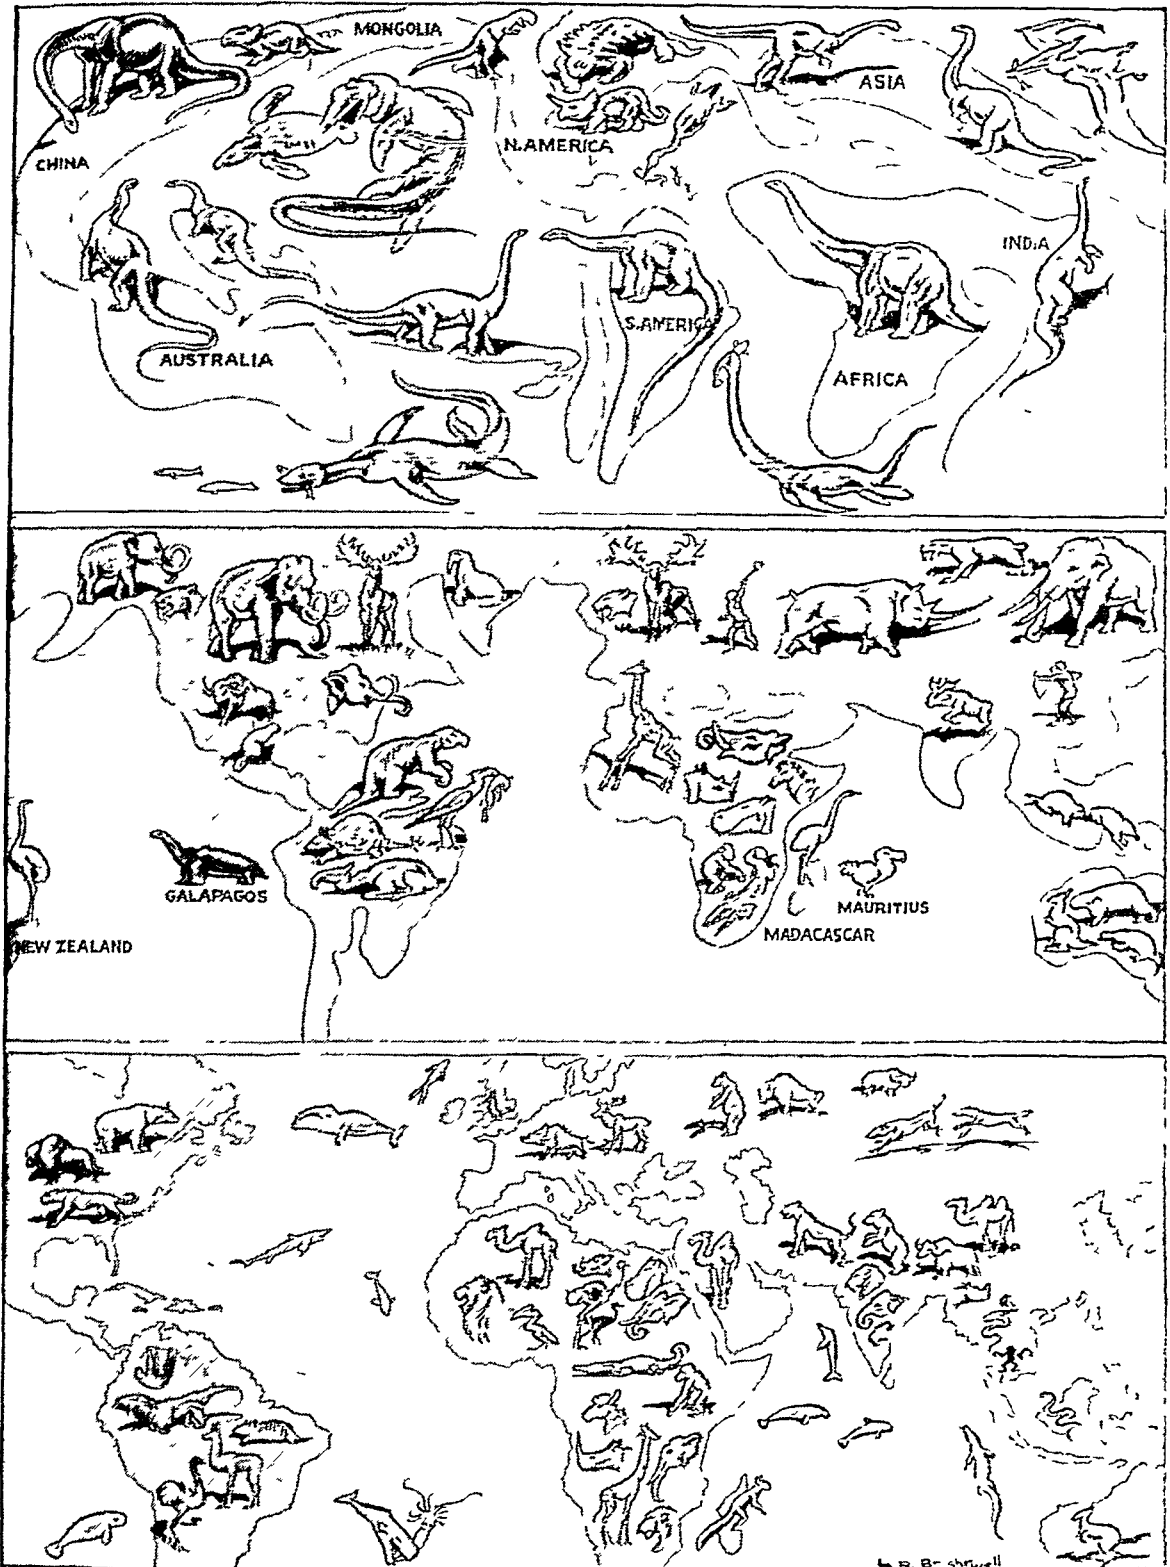 MONGOLIA
ASIA
CHINA
N. AMERICA
INDIA
S. AMERICA
AUSTRALIA
AFRICA
GALAPAGOS
MAURITIUS
NEW ZEALAND
MADACASCAR